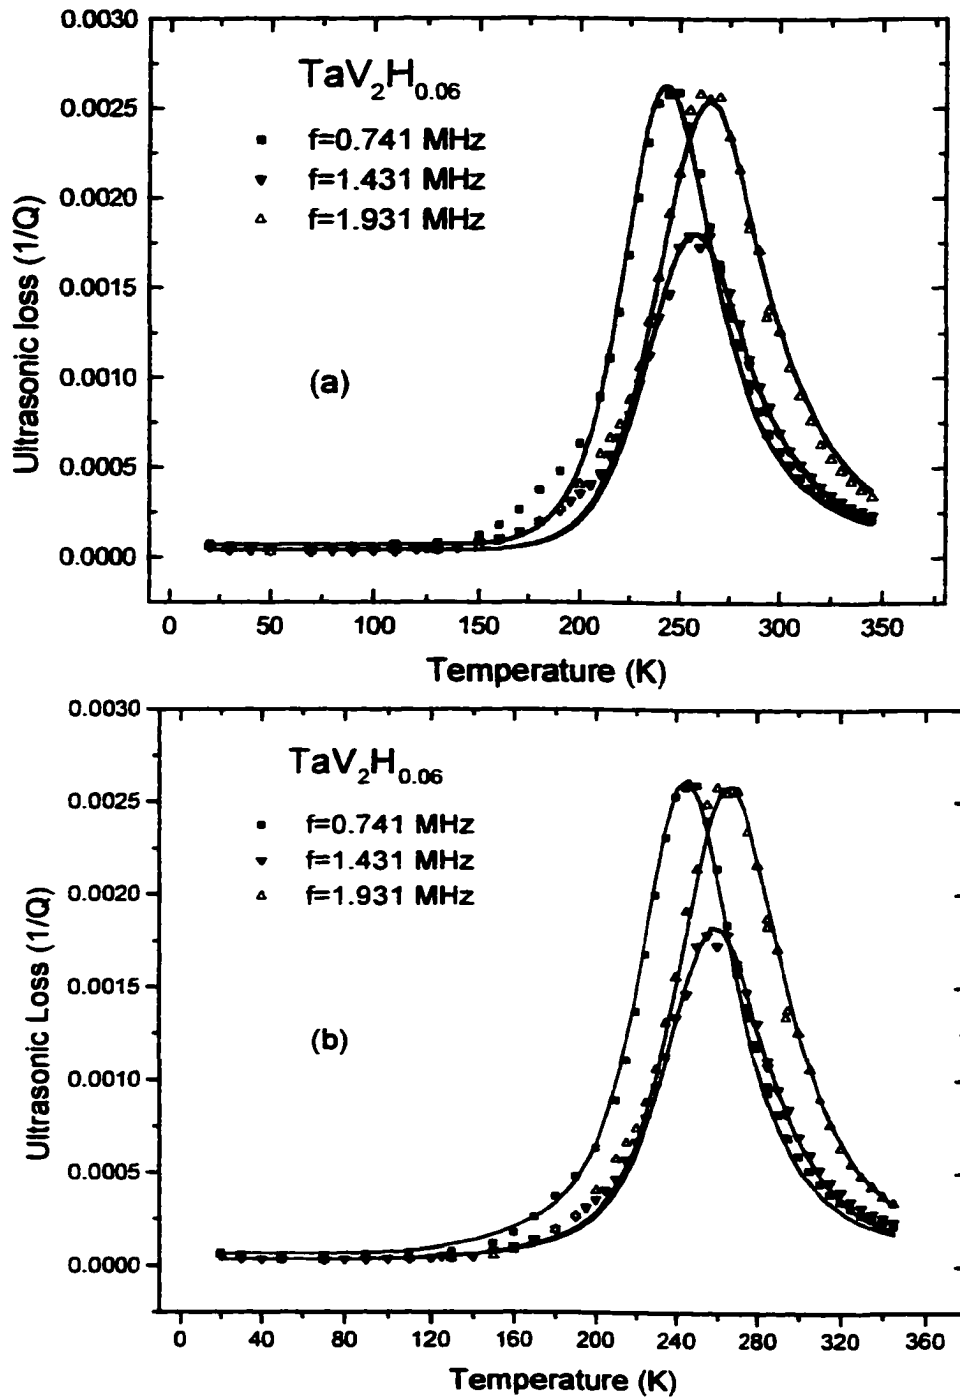 0.0030
TaV2H0.06
0.0025
f=0.741 MHz
f=1.431 MHz
0.0020
f=1.931 MHz
0.0015
0.0010
(a)
0.0005
0.0000
Ultrasonic loss (1/Q)
0 50 100 150 200 250 300 350
Temperature (K)
0.0030
TaV2H0.06
0.0025
f=0.741 MHz
f=1.431 MHz
0.0020
f=1.931 MHz
0.0015
(b)
0.0010
0.0005
0.0000
Ultrasonic Loss (1/Q)
0 40 80 120 160 200 240 280 320 360
Temperature (K)